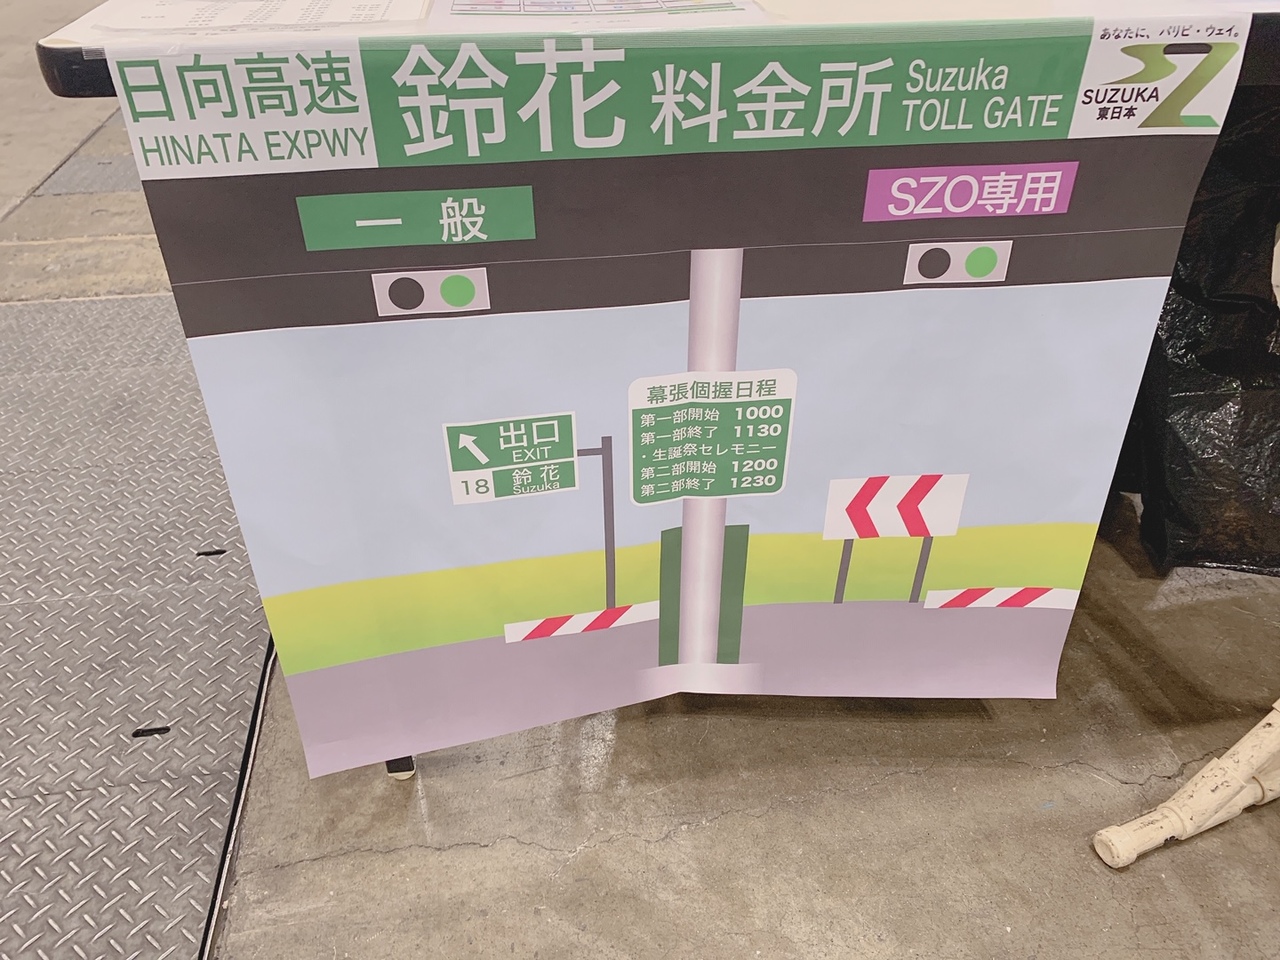 日向高速
HINATA EXPWY
鈴花 料金所
Suzuka
TOLL GATE
あなたに、パリピ・ウェイ。
SUZUKA
東日本
一般
SZO専用
幕張個握日程
第一部開始 1000
第一部終了 1130
・生誕祭セレモニー
第二部開始 1200
第二部終了 1230
出口
EXIT
18 鈴花
Suzuka